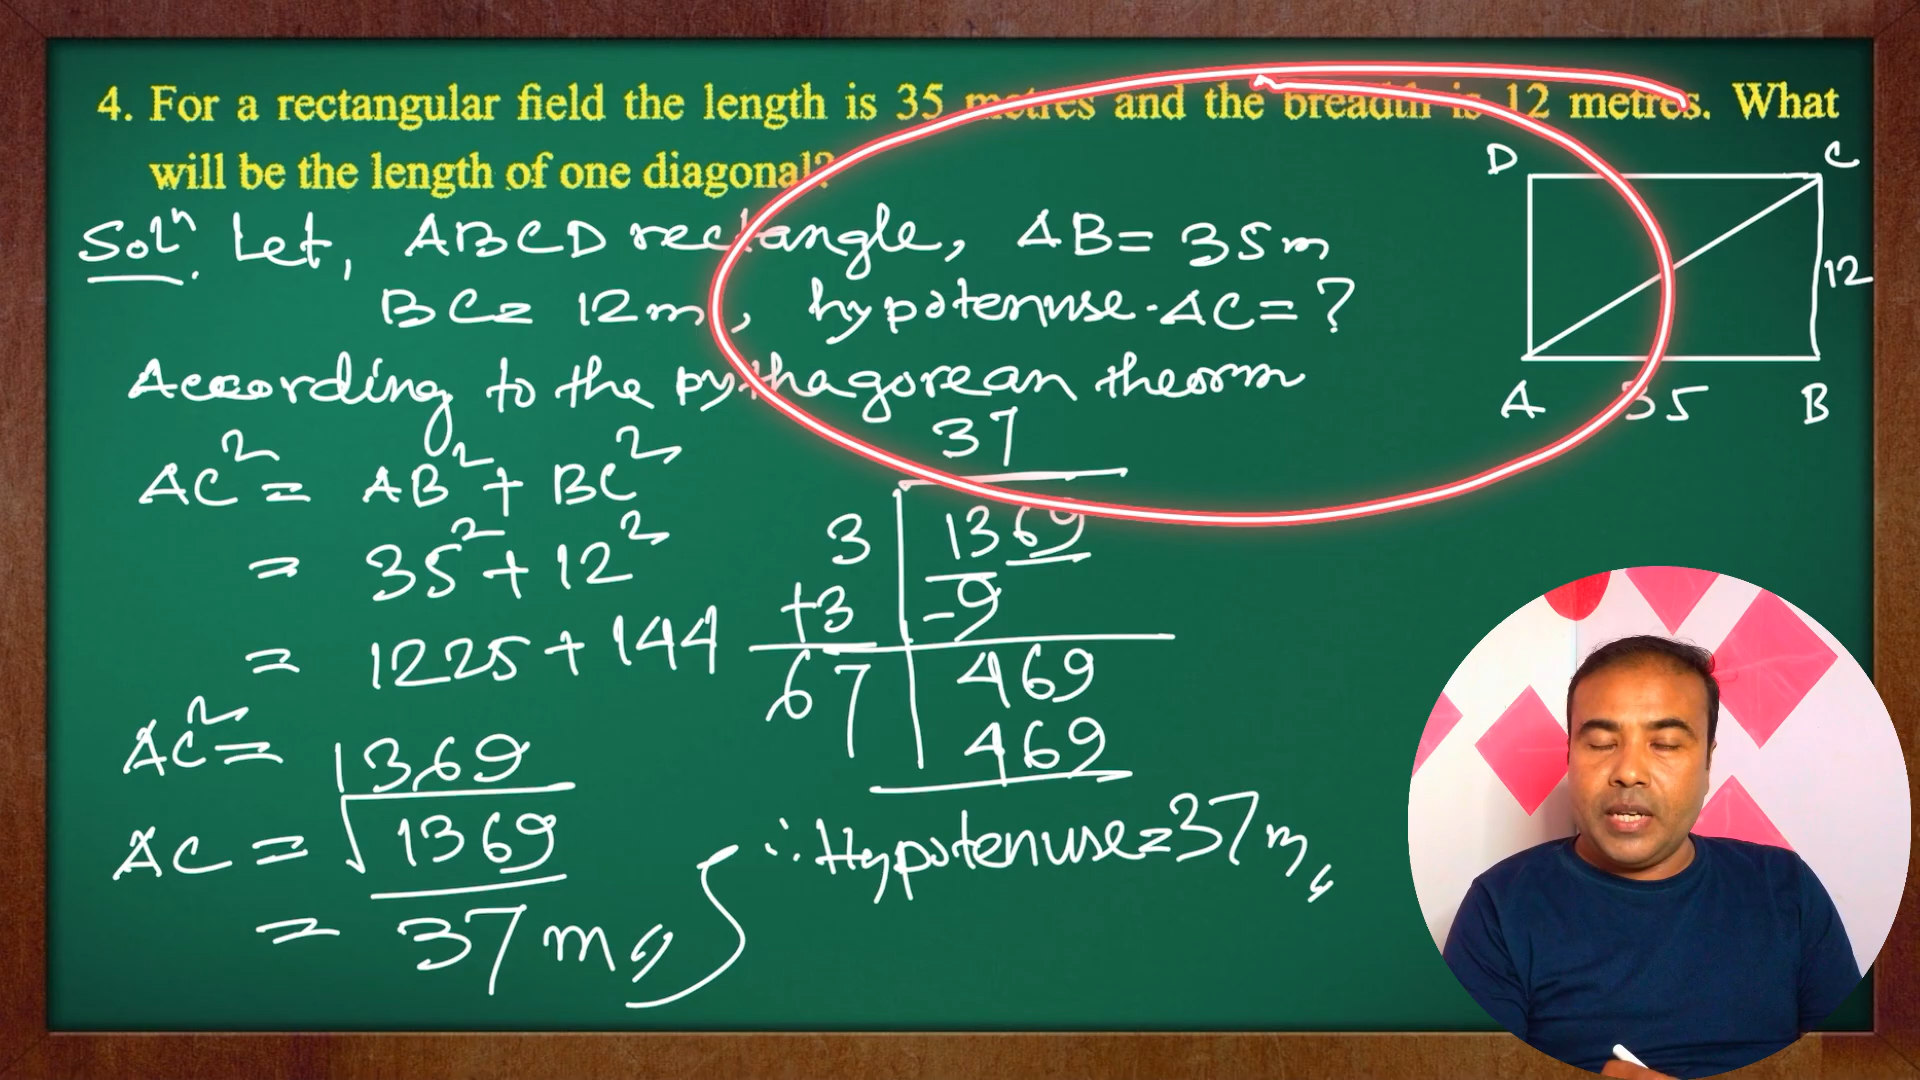 4. For a rectangular field the length is 35 metres and the breadth is 12 metres. What
will be the length of one diagonal?
Solⁿ. Let, ABCD rectangle, AB = 35m
BC = 12m, hypotenuse. AC = ?
According to the pythagorean theorm
AC² = AB² + BC²
= 35² + 12²
= 1225 + 144
AC² = 1369
AC = √1369
= 37 m
37
3 1369
+3 -9
67 469
469
∴ Hypotenuse = 37 m
D C
12
A 35 B